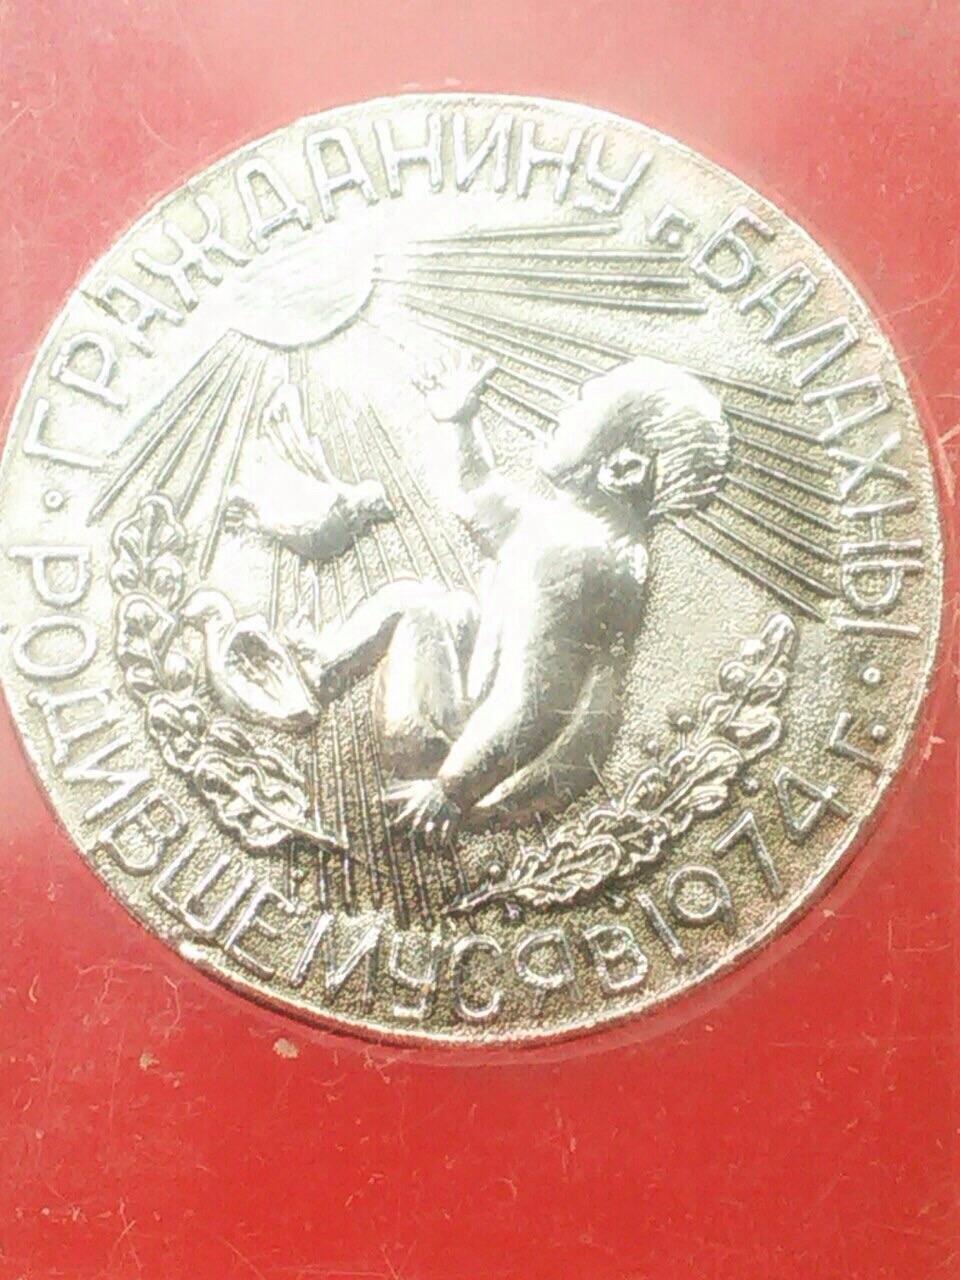 · ГРАЖДАНИНУ г. БАЛАХНЫ ·
РОДИВШЕМУСЯ В 1974 г.